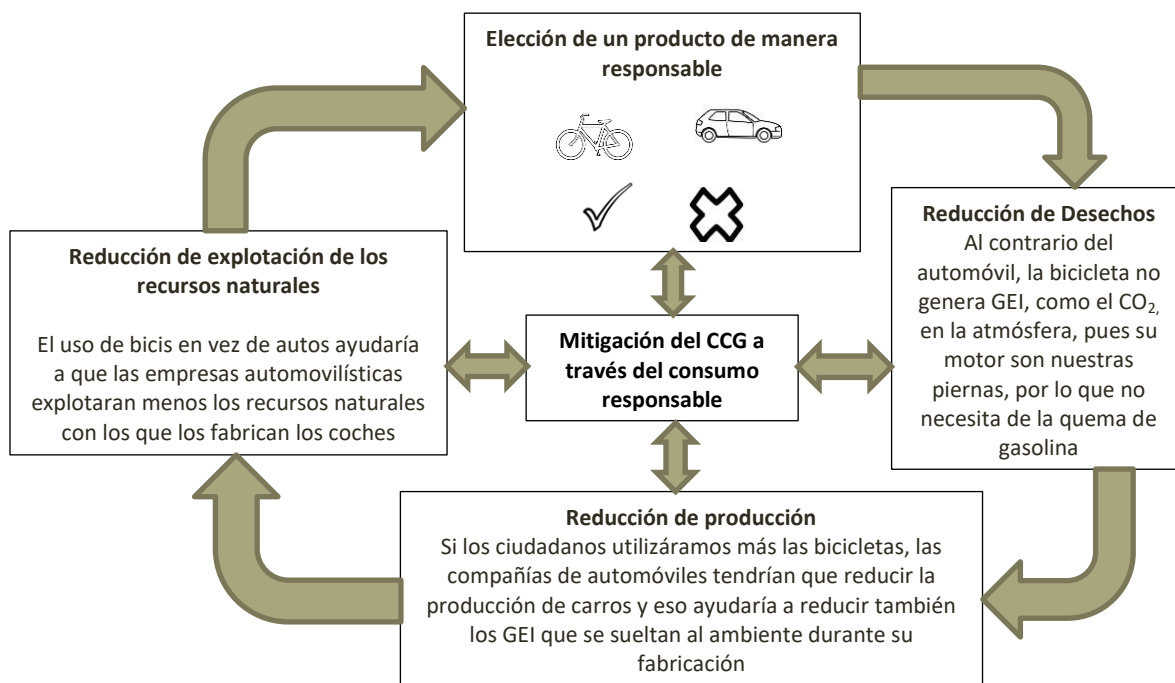 Elección de un producto de manera
responsable
Reducción de Desechos
Al contrario del
automóvil, la bicicleta no
genera GEI, como el CO2,
en la atmósfera, pues su
motor son nuestras
piernas, por lo que no
necesita de la quema de
gasolina
Reducción de explotación de los
recursos naturales
El uso de bicis en vez de autos ayudaría
a que las empresas automovilísticas
explotaran menos los recursos naturales
con los que los fabrican los coches
Mitigación del CCG a
través del consumo
responsable
Reducción de producción
Si los ciudadanos utilizáramos más las bicicletas, las
compañías de automóviles tendrían que reducir la
producción de carros y eso ayudaría a reducir también
los GEI que se sueltan al ambiente durante su
fabricación